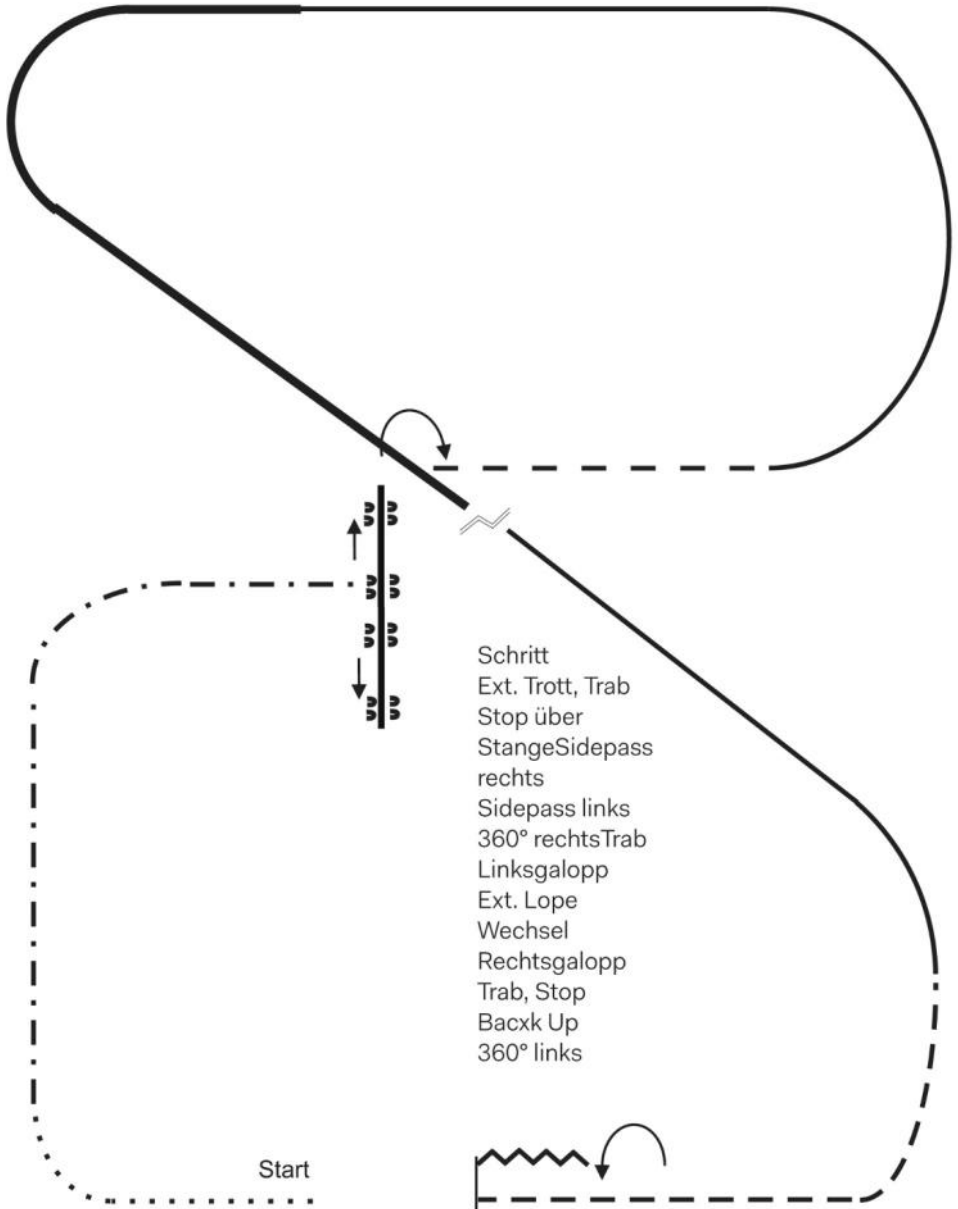 Schritt
Ext. Trott, Trab
Stop über
StangeSidepass
rechts
Sidepass links
360° rechtsTrab
Linksgalopp
Ext. Lope
Wechsel
Rechtsgalopp
Trab, Stop
Bacxk Up
360° links
Start